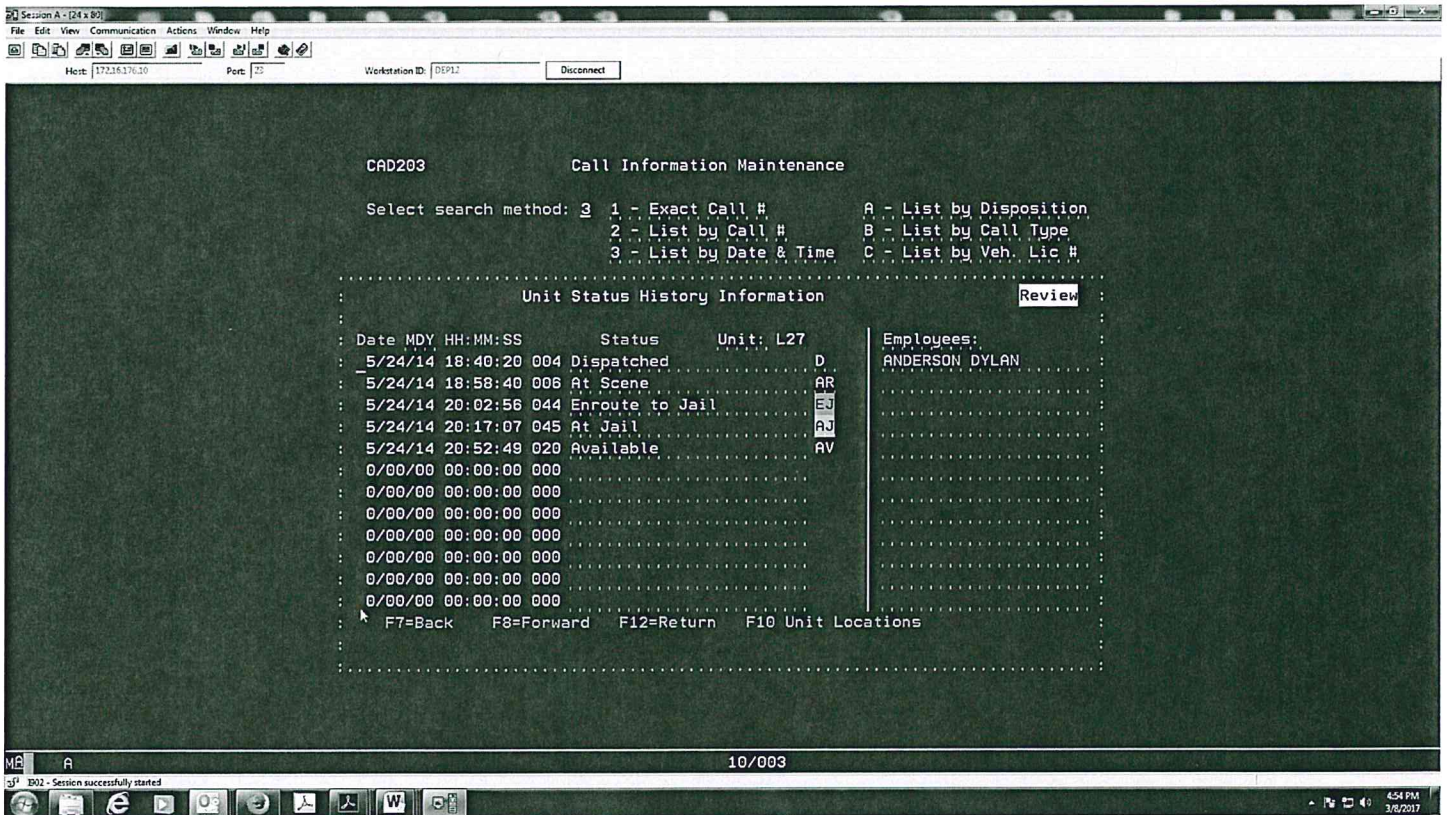 Session A - [24 x 80]
File Edit View Communication Actions Window Help
Host: 172.16.176.10 Port: 23 Workstation ID: DEP12 Disconnect
CAD203 Call Information Maintenance
Select search method: 3 1 - Exact Call # A - List by Disposition
2 - List by Call # B - List by Call Type
3 - List by Date & Time C - List by Veh. Lic #
Unit Status History Information Review
Date MDY HH:MM:SS Status Unit: L27 Employees:
5/24/14 18:40:20 004 Dispatched D ANDERSON DYLAN
5/24/14 18:58:40 006 At Scene AR
5/24/14 20:02:56 044 Enroute to Jail EJ
5/24/14 20:17:07 045 At Jail AJ
5/24/14 20:52:49 020 Available AV
0/00/00 00:00:00 000
0/00/00 00:00:00 000
0/00/00 00:00:00 000
0/00/00 00:00:00 000
0/00/00 00:00:00 000
0/00/00 00:00:00 000
0/00/00 00:00:00 000
F7=Back F8=Forward F12=Return F10 Unit Locations
MA A 10/003
I902 - Session successfully started
4:54 PM
3/8/2017